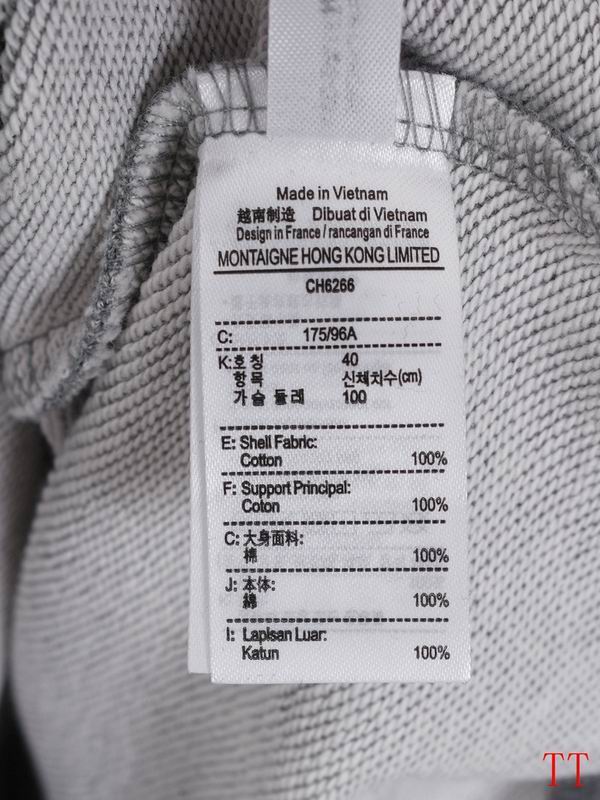 Made in Vietnam
越南制造 Dibuat di Vietnam
Design in France / rancangan di France
MONTAIGNE HONG KONG LIMITED
CH6266
C: 175/96A
K:호 칭 40
항 목 신체치수(cm)
가 슴 둘 레 100
E: Shell Fabric:
Cotton 100%
F: Support Principal:
Coton 100%
C: 大身面料:
棉 100%
J: 本体:
綿 100%
I: Lapisan Luar:
Katun 100%
TT